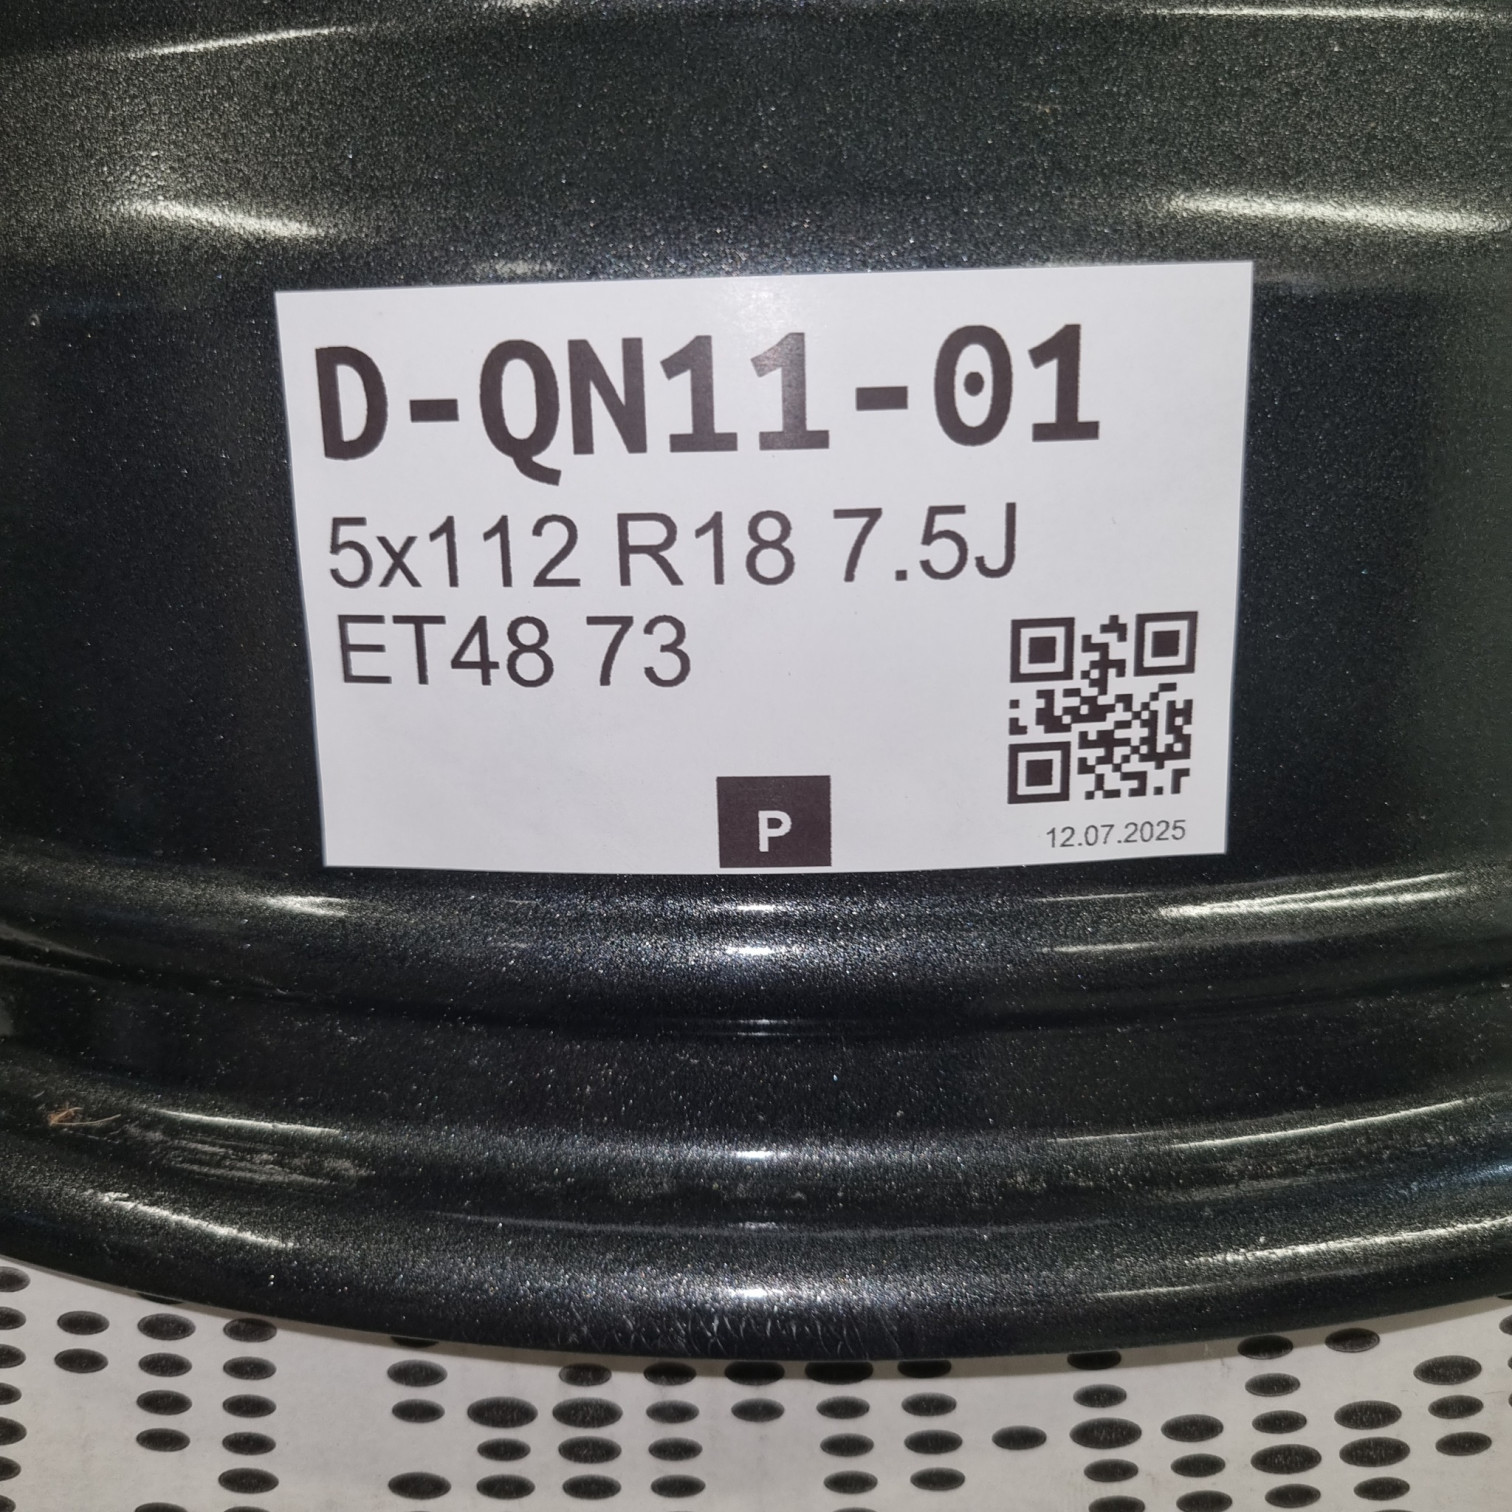 D-QN11-01
5x112 R18 7.5J
ET48 73
P
12.07.2025